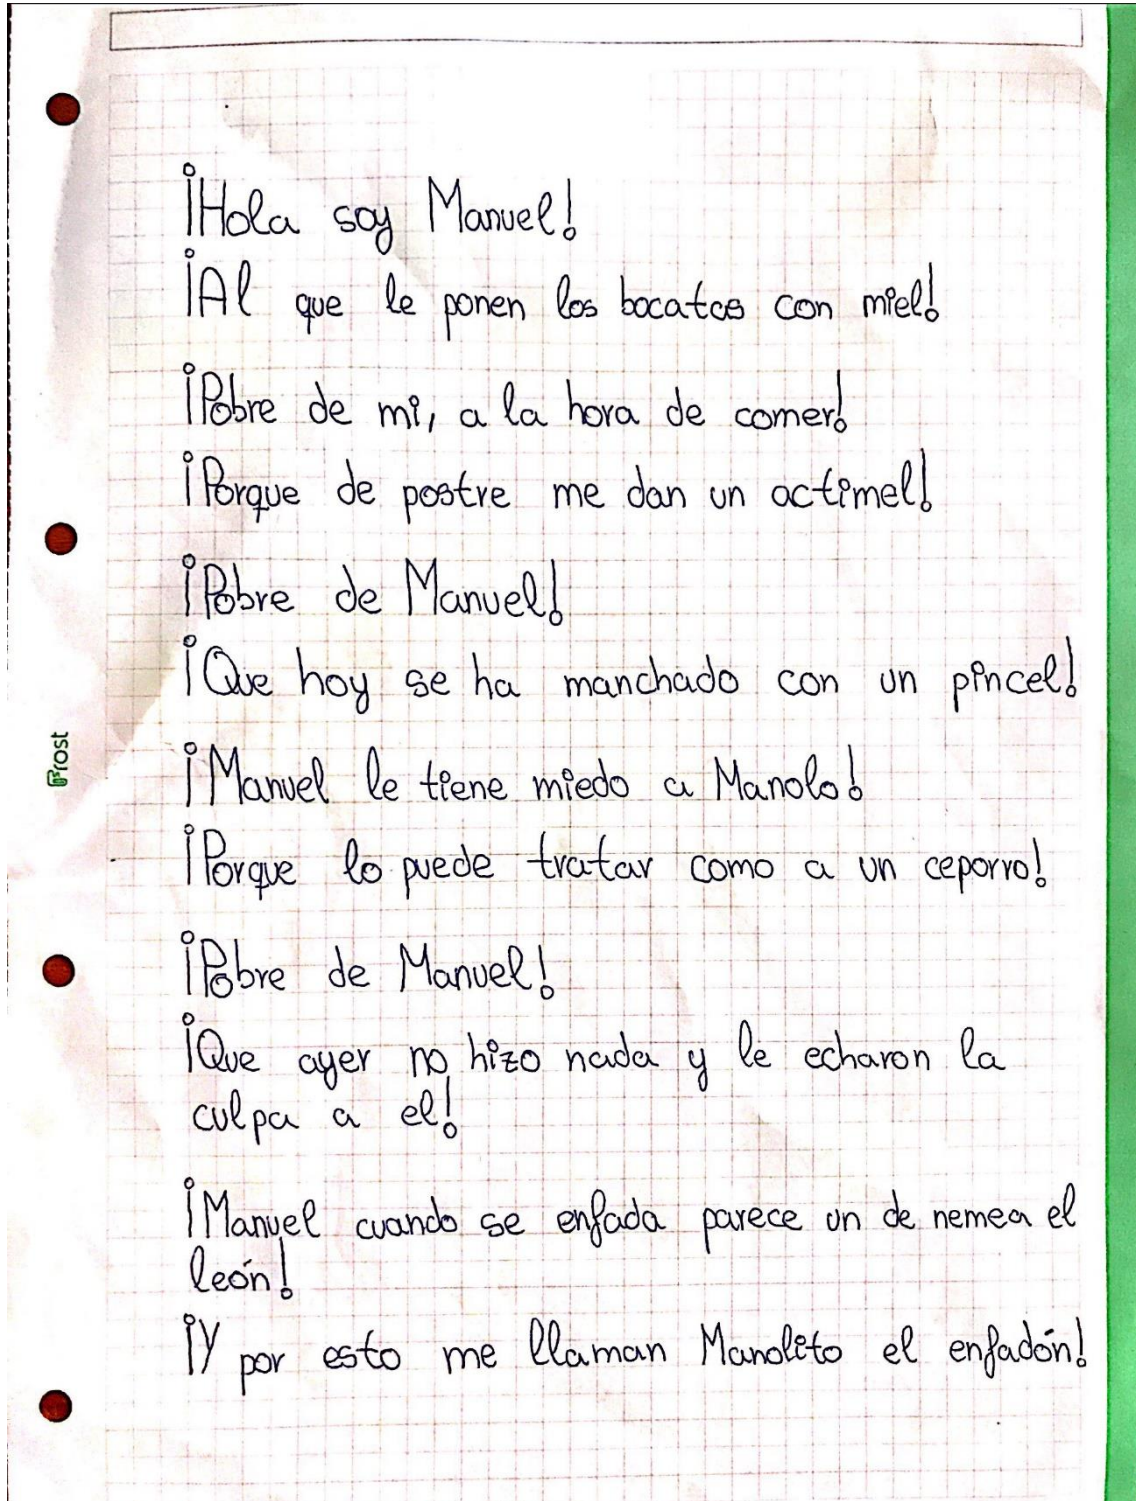 ¡Hola soy Manuel!
¡Al que le ponen los bocatas con miel!
¡Pobre de mi, a la hora de comer!
¡Porque de postre me dan un actimel!
¡Pobre de Manuel!
¡Que hoy se ha manchado con un pincel!
Frost
¡Manuel le tiene miedo a Manolo!
¡Porque lo puede tratar como a un ceporro!
¡Pobre de Manuel!
¡Que ayer no hizo nada y le echaron la
culpa a el!
¡Manuel cuando se enfada parece un de nemea el
león!
¡Y por esto me llaman Manolito el enfadón!